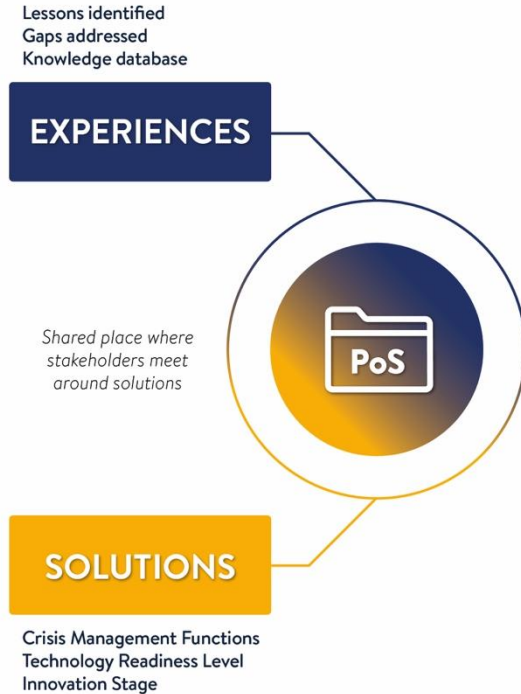 Lessons identified
Gaps addressed
Knowledge database
EXPERIENCES
Shared place where
stakeholders meet
around solutions
PoS
SOLUTIONS
Crisis Management Functions
Technology Readiness Level
Innovation Stage